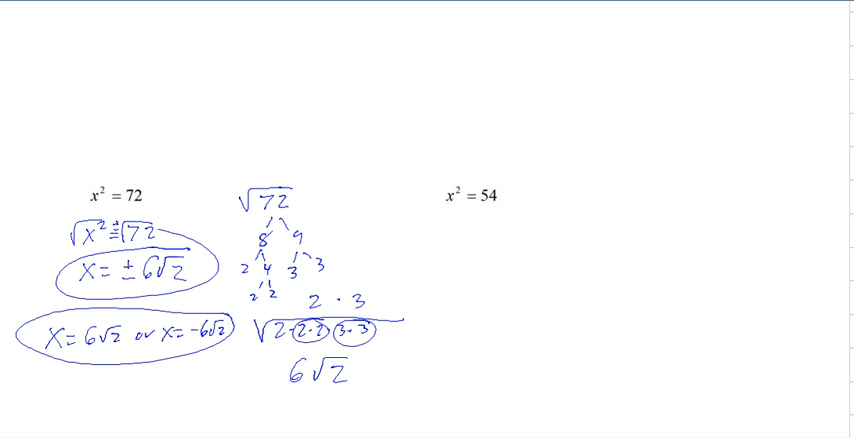 x² = 72
√x² = ±√72
x = ± 6√2
x = 6√2 or x = -6√2
√72
8 9
2 4 3 3
2 2
2 · 3
√2·2·2·3·3
6√2
x² = 54